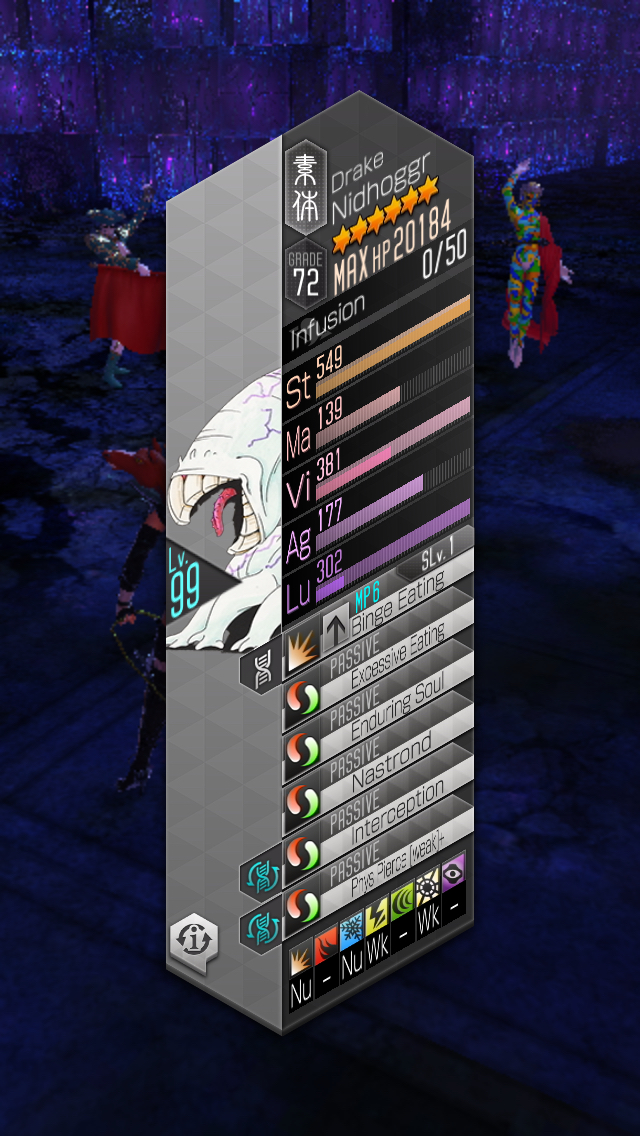 素体
Drake
Nidhoggr
GRADE
72
MAX HP 20184
Infusion 0/50
St 549
Ma 139
Vi 381
Ag 177
Lu 302
Lv.
99
SLv. 1
MP 6
Binge Eating
PASSIVE
Excessive Eating
PASSIVE
Enduring Soul
PASSIVE
Nastrond
PASSIVE
Interception
PASSIVE
Phys Pierce [weak]+
Nu - Nu Wk - Wk -
i